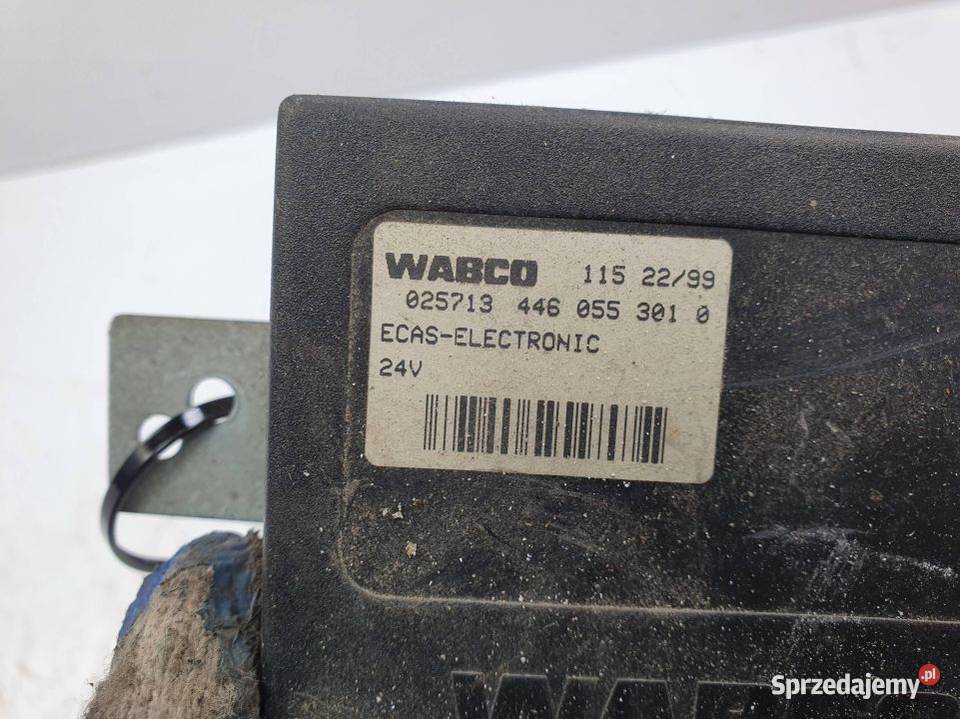 WABCO 115 22/99
025713 446 055 301 0
ECAS-ELECTRONIC
24V
Sprzedajemy.pl